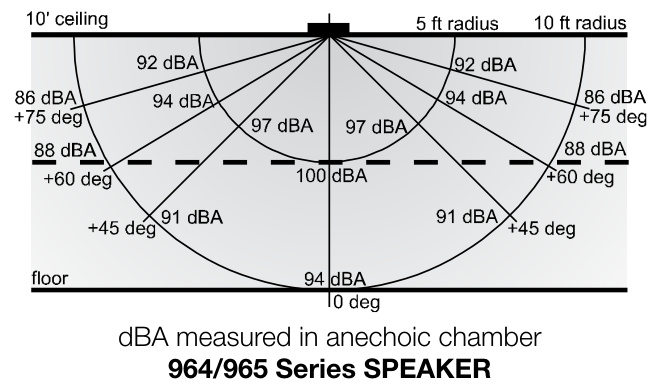 10' ceiling
5 ft radius
10 ft radius
92 dBA
92 dBA
86 dBA
+75 deg
94 dBA
94 dBA
86 dBA
+75 deg
97 dBA
97 dBA
88 dBA
88 dBA
+60 deg
100 dBA
+60 deg
+45 deg
91 dBA
91 dBA
+45 deg
floor
94 dBA
0 deg
dBA measured in anechoic chamber
964/965 Series SPEAKER